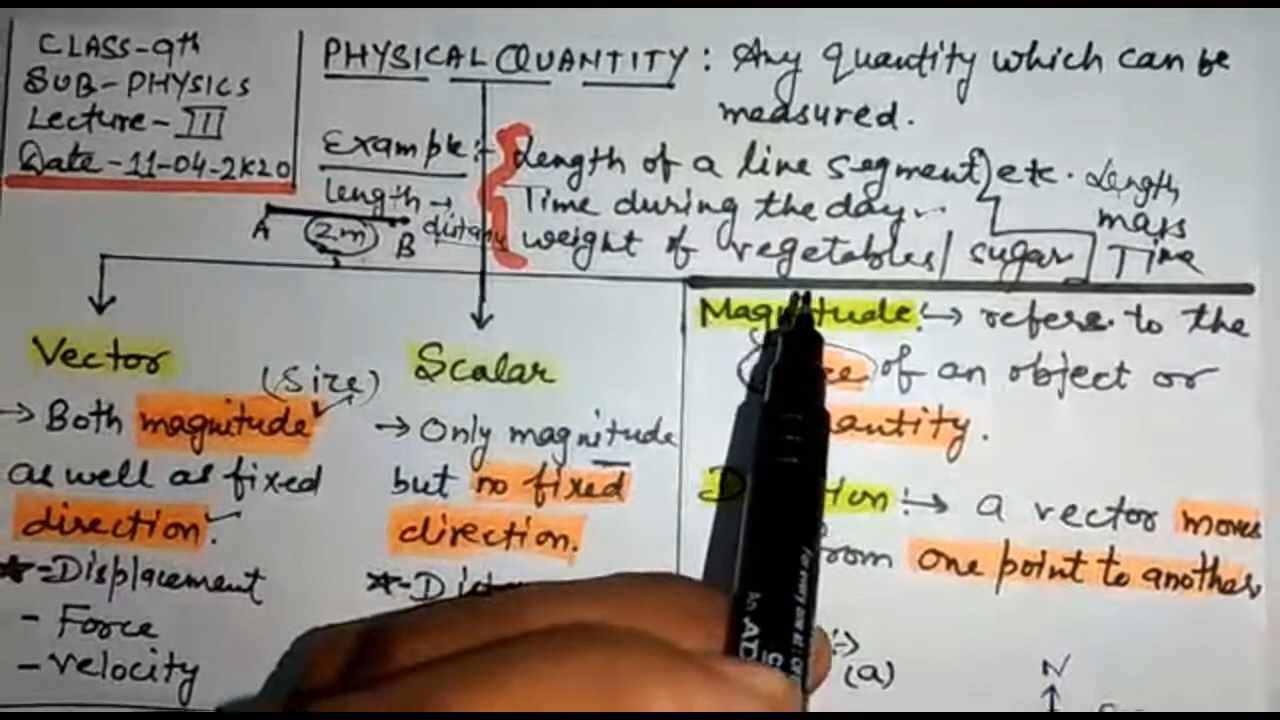 CLASS-9th
SUB-PHYSICS
Lecture-III
Date-11-04-2K20
PHYSICAL QUANTITY: Any quantity which can be
measured.
Example:- Length of a line segment, etc.
Time during the day
weight of vegetables/sugar
Length
mass
Time
length→
A 2m B
Vector
(Size)
→ Both magnitude
as well as fixed
direction.
-Displacement
- Force
- Velocity
Scalar
→ Only magnitude
but no fixed
direction.
Magnitude:→ refers to the
of an object or
:→ a vector moves
from one point to another
(a)
N